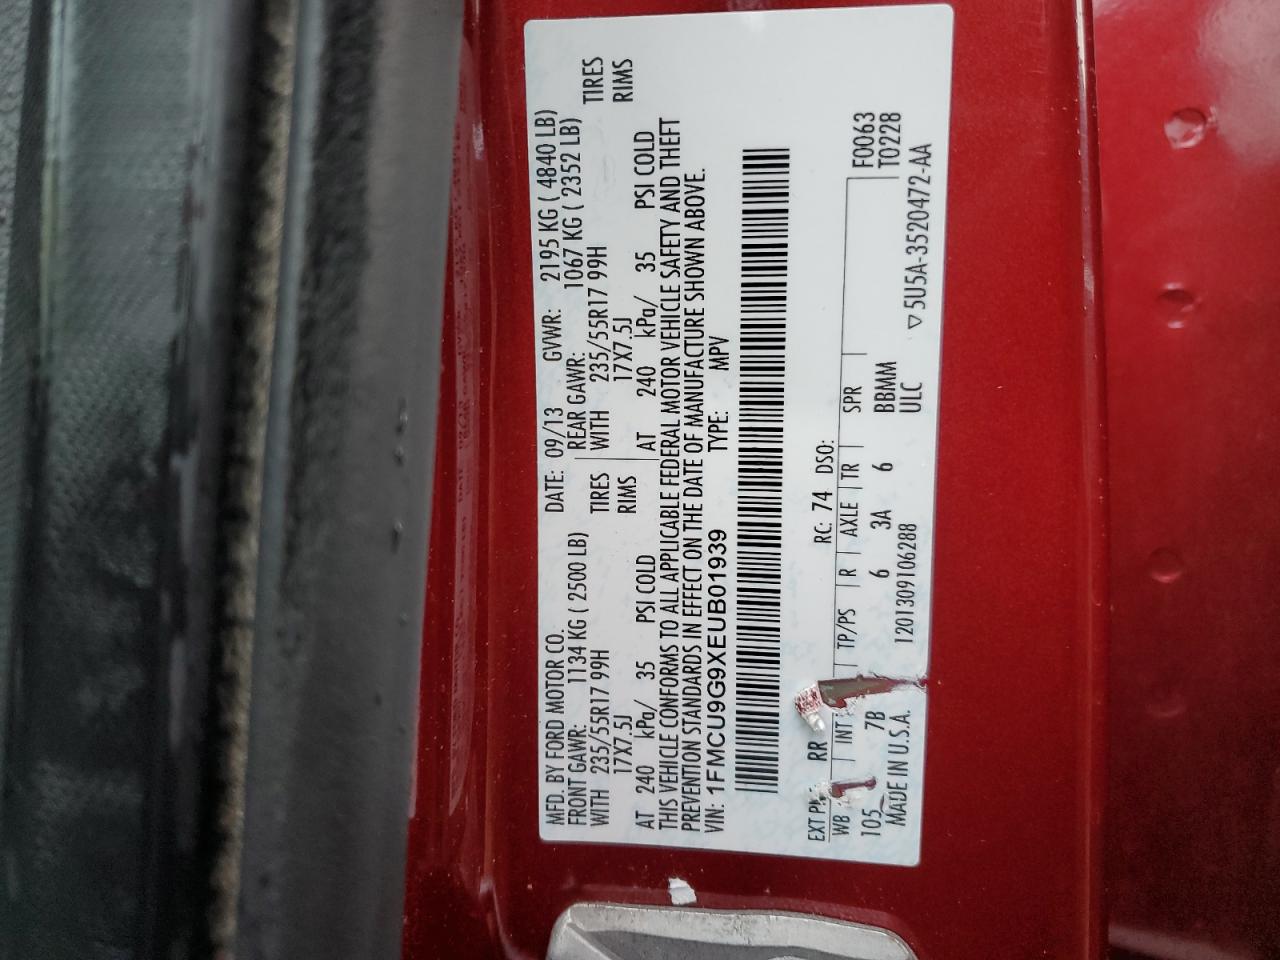 MFD. BY FORD MOTOR CO. DATE: 09/13 GVWR: 2195 KG ( 4840 LB)
FRONT GAWR: 1134 KG ( 2500 LB) REAR GAWR: 1067 KG ( 2352 LB)
WITH 235/55R17 99H TIRES WITH 235/55R17 99H TIRES
17X7.5J RIMS 17X7.5J RIMS
AT 240 kPa/ 35 PSI COLD AT 240 kPa/ 35 PSI COLD
THIS VEHICLE CONFORMS TO ALL APPLICABLE FEDERAL MOTOR VEHICLE SAFETY AND THEFT
PREVENTION STANDARDS IN EFFECT ON THE DATE OF MANUFACTURE SHOWN ABOVE.
VIN: 1FMCU9G9XEUB01939 TYPE: MPV
EXT RR RC: 74 DSO:
WB INT TP/PS R AXLE TR SPR F0063
105 7B 6 3A 6 BBMM T0228
MADE IN U.S.A. 1201309106288 ULC ▽5U5A-3520472-AA